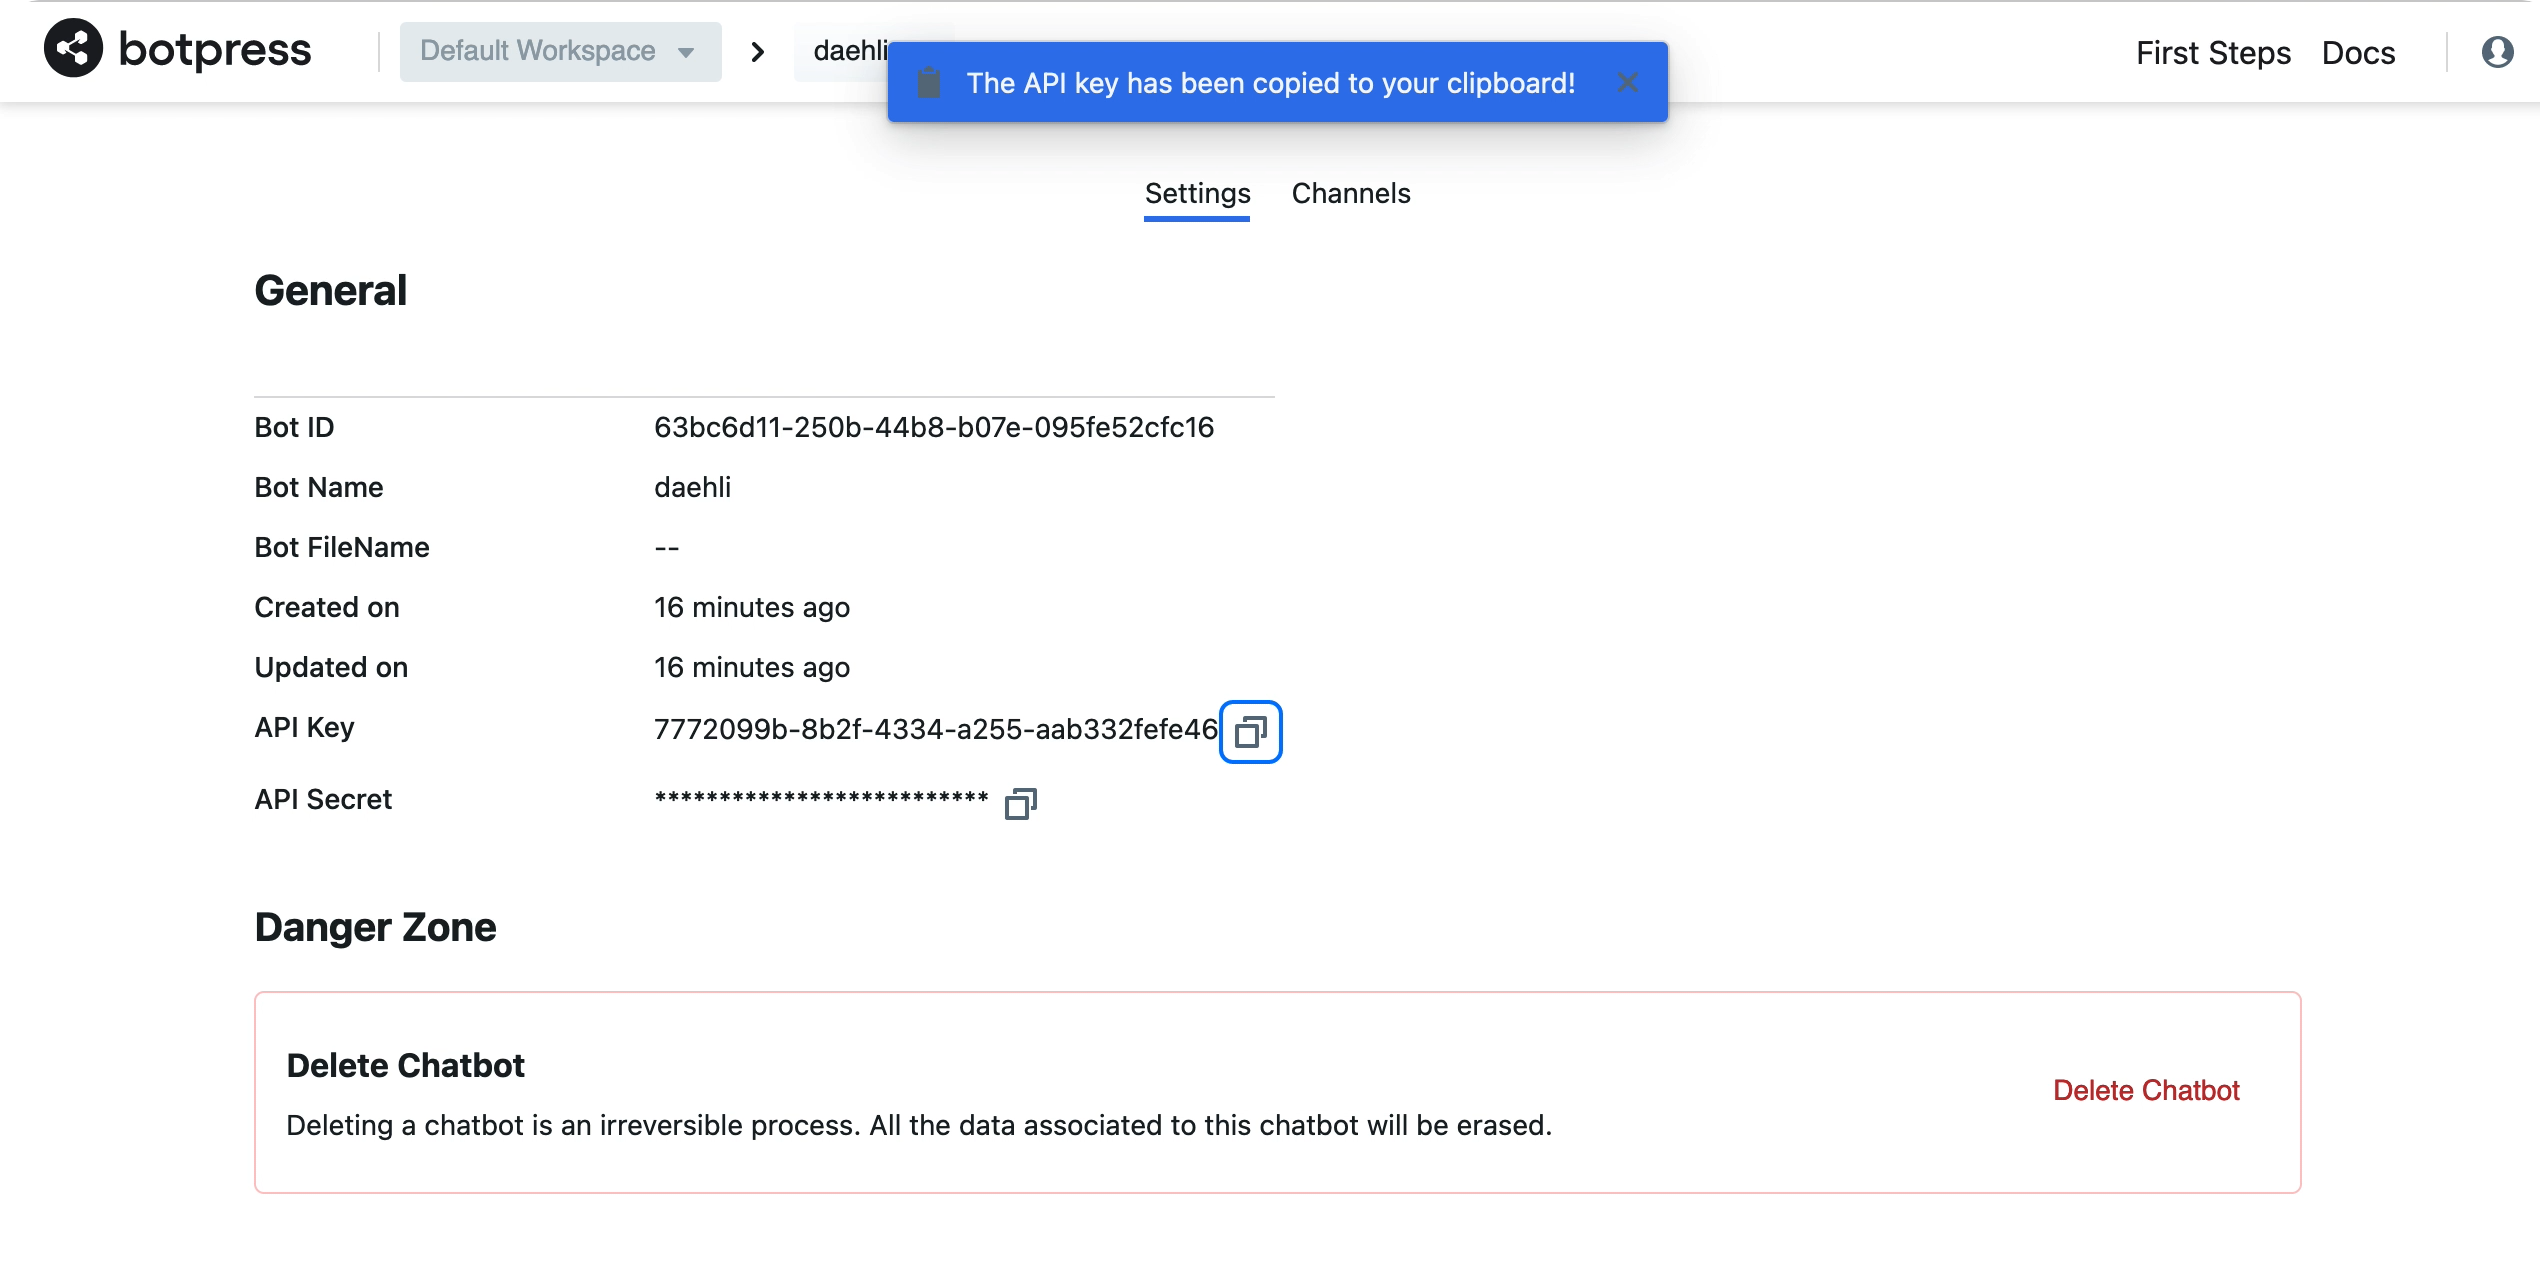 botpress Default Workspace daehli First Steps Docs
The API key has been copied to your clipboard!
Settings Channels
General
Bot ID 63bc6d11-250b-44b8-b07e-095fe52cfc16
Bot Name daehli
Bot FileName --
Created on 16 minutes ago
Updated on 16 minutes ago
API Key 7772099b-8b2f-4334-a255-aab332fefe46
API Secret **************************
Danger Zone
Delete Chatbot
Delete Chatbot
Deleting a chatbot is an irreversible process. All the data associated to this chatbot will be erased.